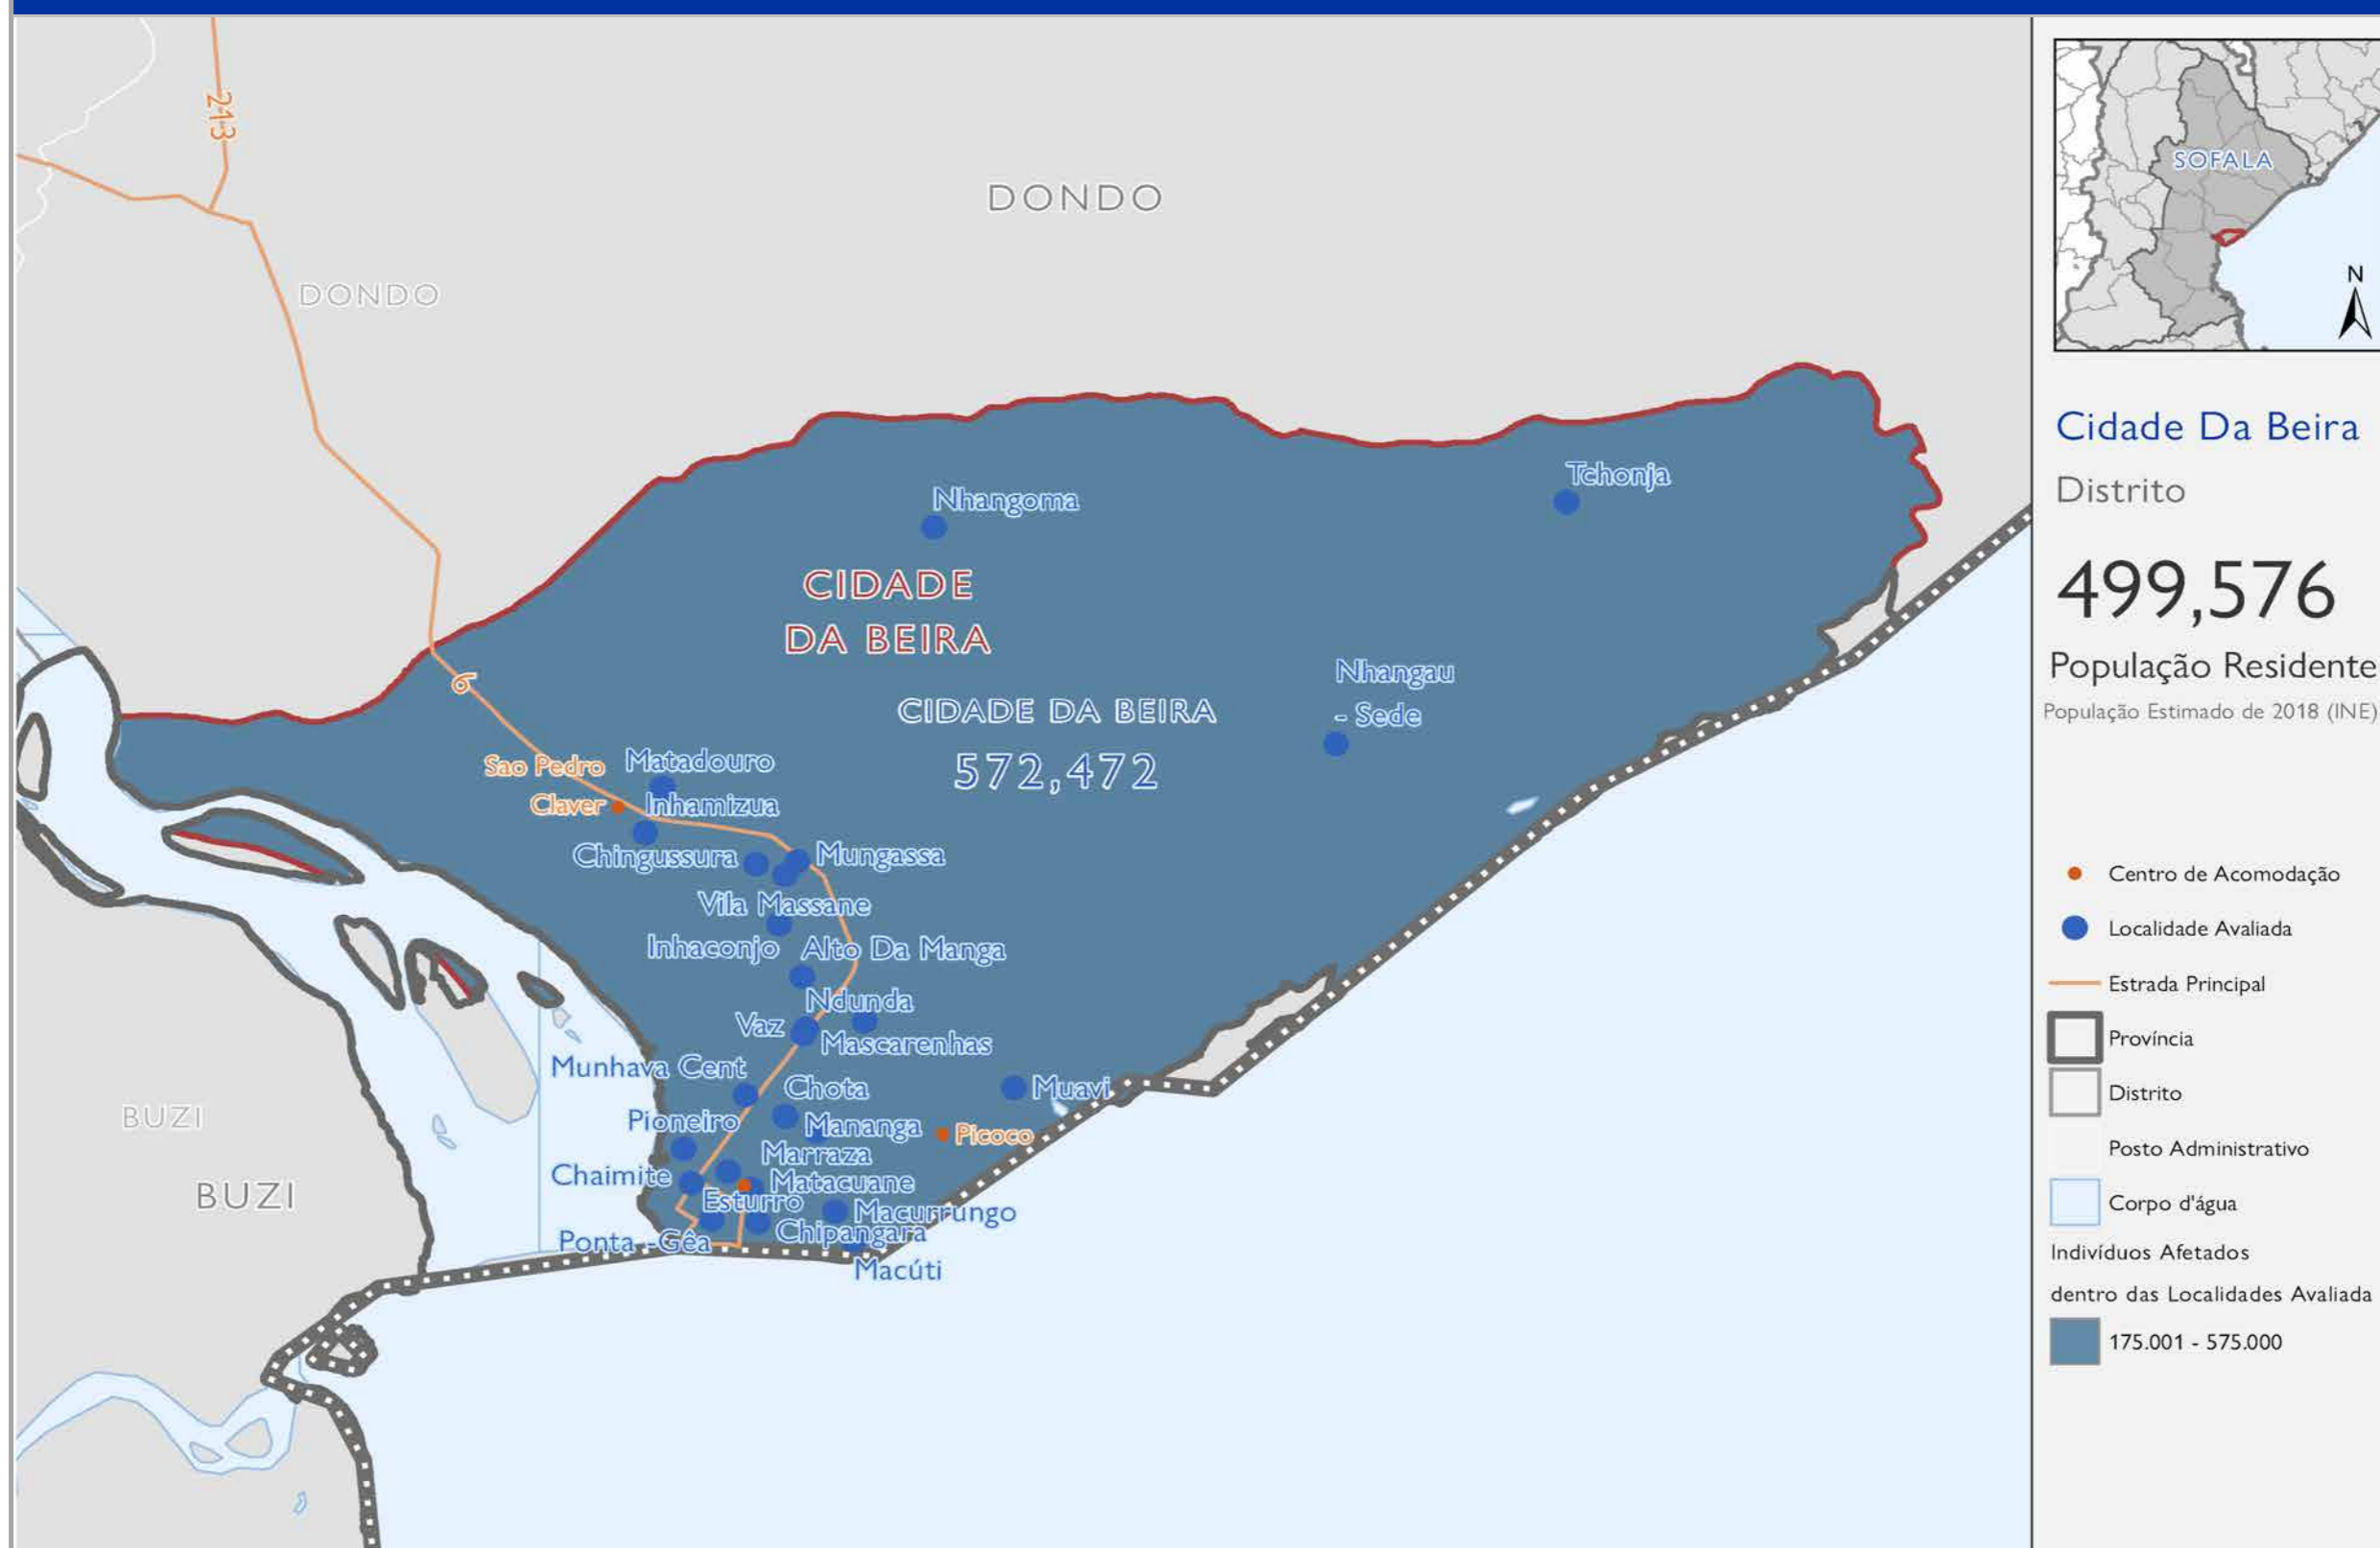 213
DONDO
DONDO
Nhangoma
Tchonja
CIDADE
DA BEIRA
Nhangau
- Sede
6
CIDADE DA BEIRA
572,472
Sao Pedro
Claver
Matadouro
Inhamizua
Chingussura
Mungassa
Vila Massane
Inhaconjo
Alto Da Manga
Ndunda
Vaz
Mascarenhas
Munhava Cent
Chota
Muavi
Pioneiro
Mananga
Picoco
Marraza
Chaimite
Matacuane
Esturro
Macurrungo
Chipangara
Ponta -Gêa
Macúti
BUZI
BUZI
SOFALA
N
Cidade Da Beira
Distrito
499,576
População Residente
População Estimado de 2018 (INE)
Centro de Acomodação
Localidade Avaliada
Estrada Principal
Província
Distrito
Posto Administrativo
Corpo d'água
Indivíduos Afetados
dentro das Localidades Avaliada
175.001 - 575.000